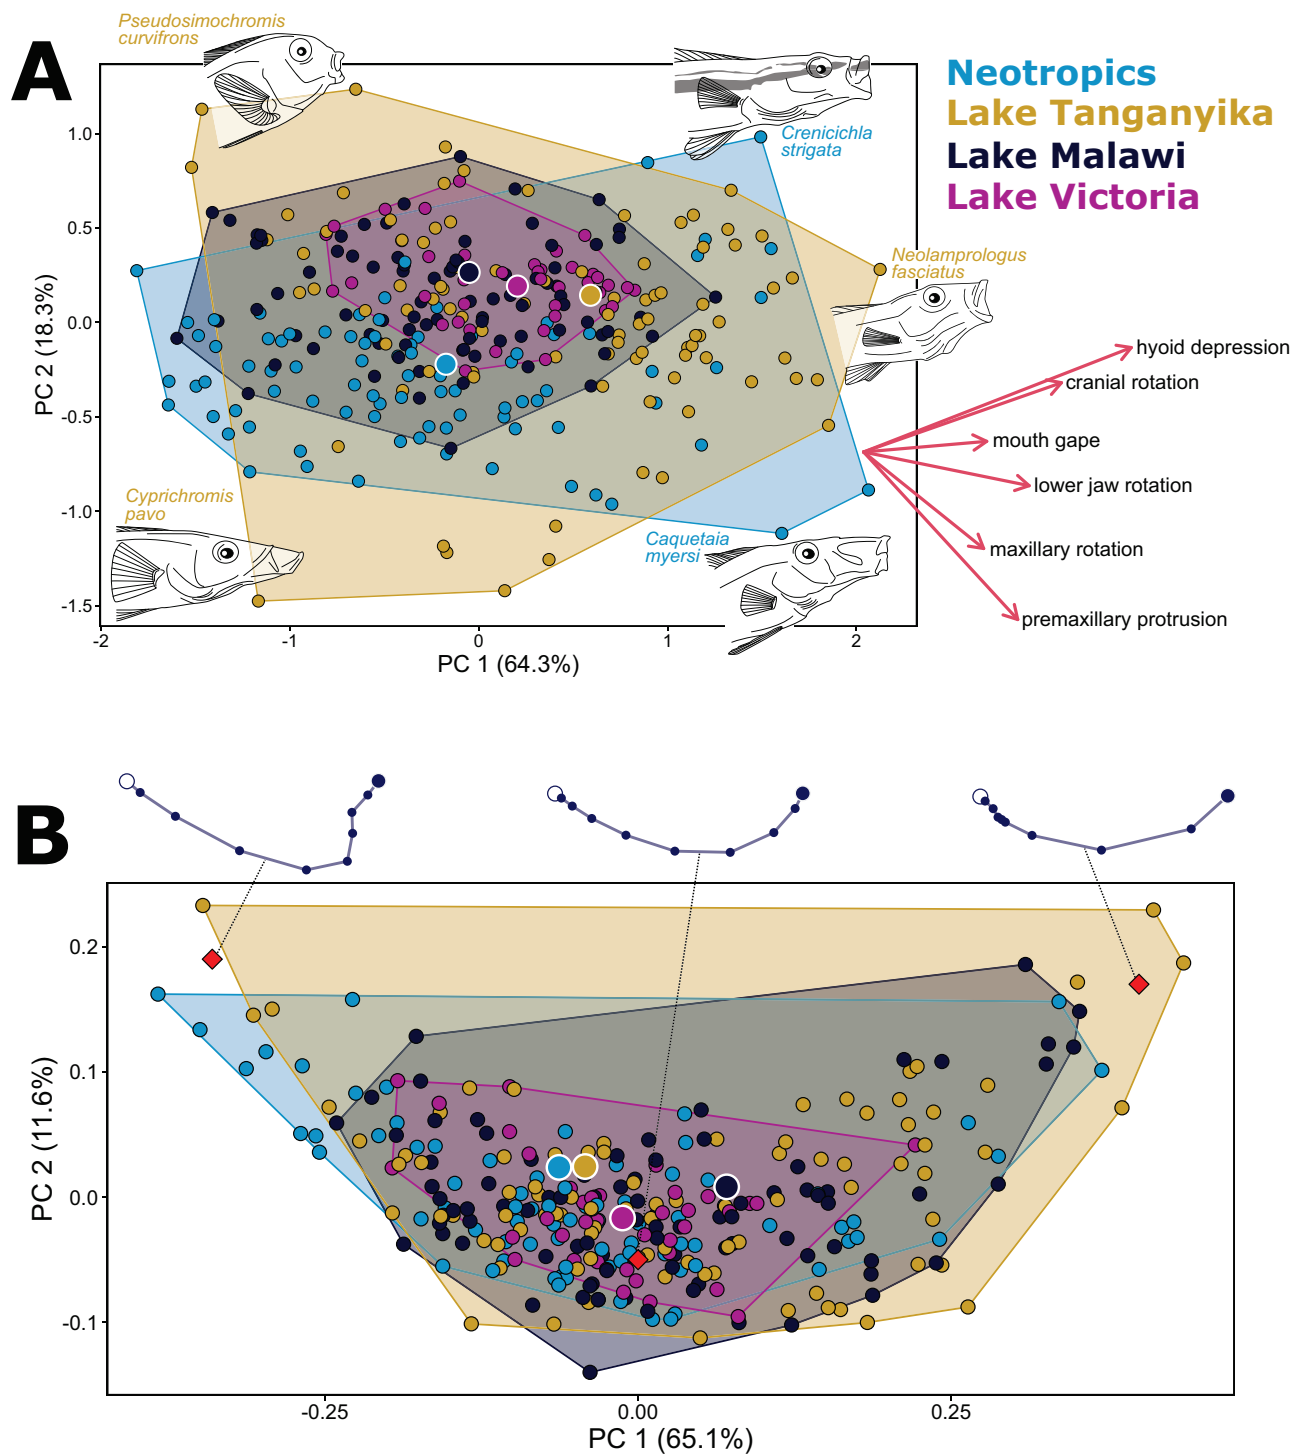 A
Pseudosimochromis
curvifrons
Crenicichla
strigata
Neotropics
Lake Tanganyika
Lake Malawi
Lake Victoria
Neolamprologus
fasciatus
Cyprichromis
pavo
Caquetaia
myersi
hyoid depression
cranial rotation
mouth gape
lower jaw rotation
maxillary rotation
premaxillary protrusion
PC 2 (18.3%)
1.0
0.5
0.0
-0.5
-1.0
-1.5
-2
-1
0
1
2
PC 1 (64.3%)
B
PC 2 (11.6%)
0.2
0.1
0.0
-0.1
-0.25
0.00
0.25
PC 1 (65.1%)